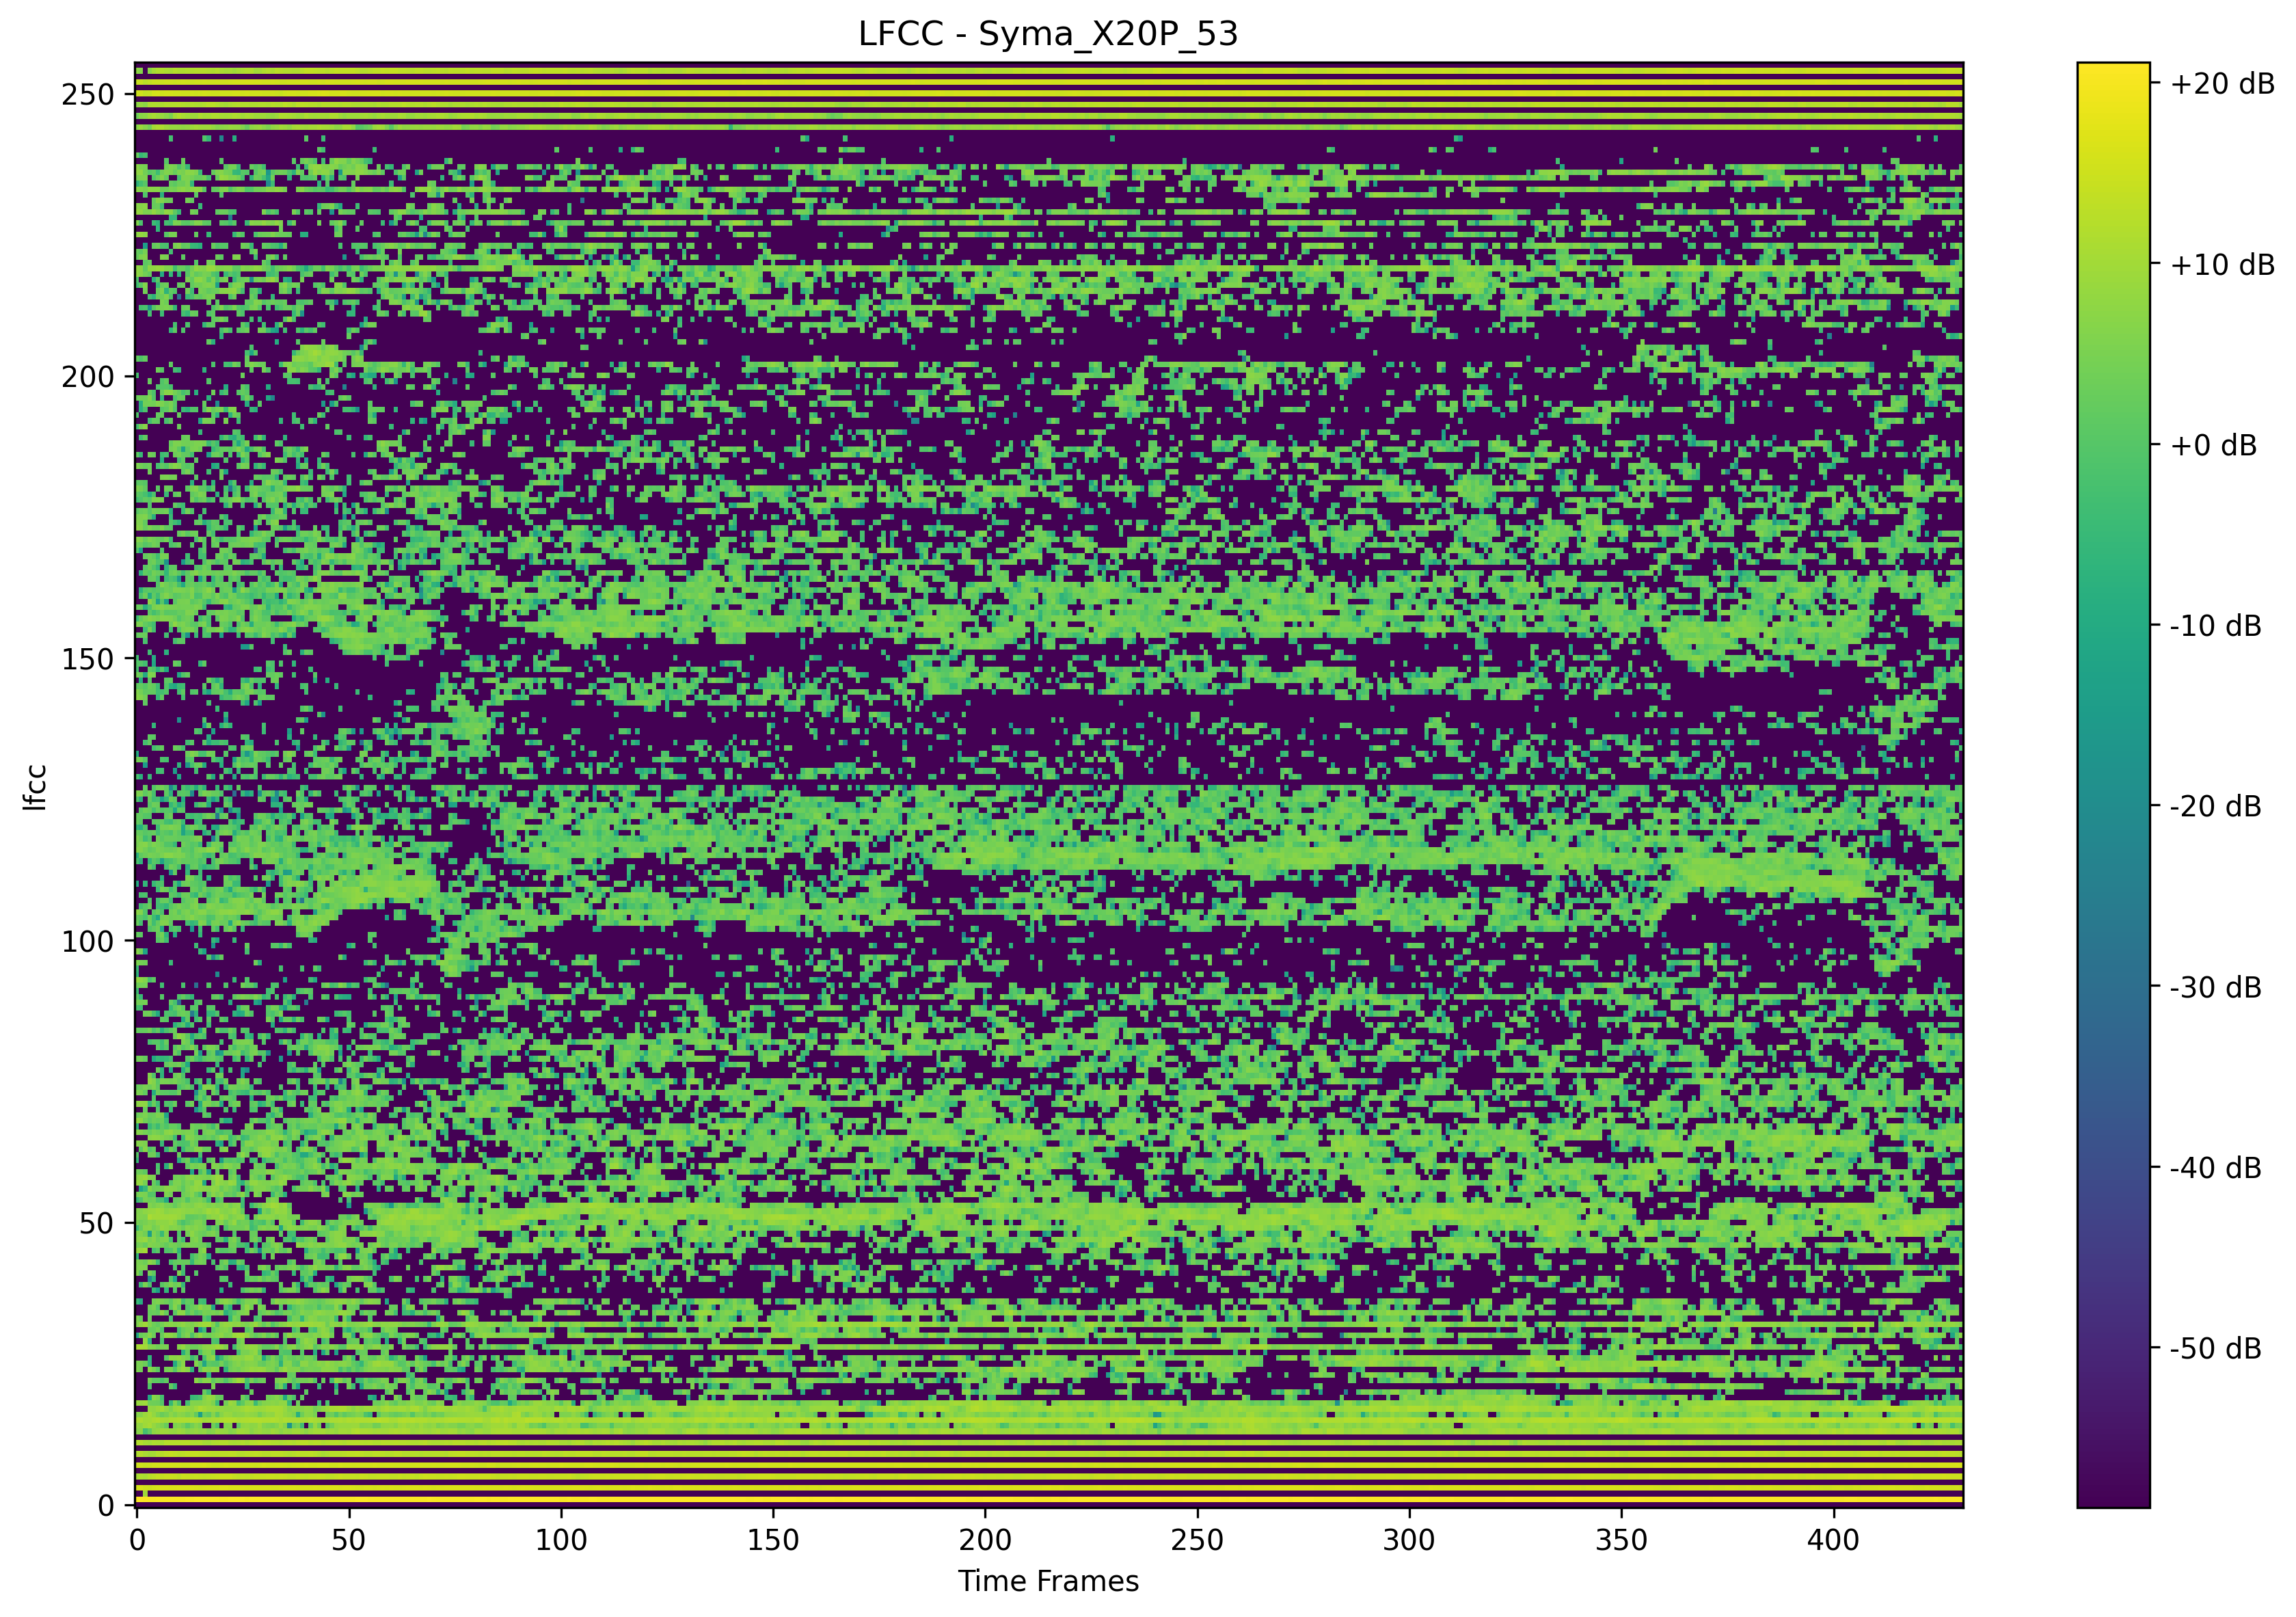 LFCC - Syma_X20P_53
lfcc
250
200
150
100
50
0
0 50 100 150 200 250 300 350 400
Time Frames
+20 dB
+10 dB
+0 dB
-10 dB
-20 dB
-30 dB
-40 dB
-50 dB